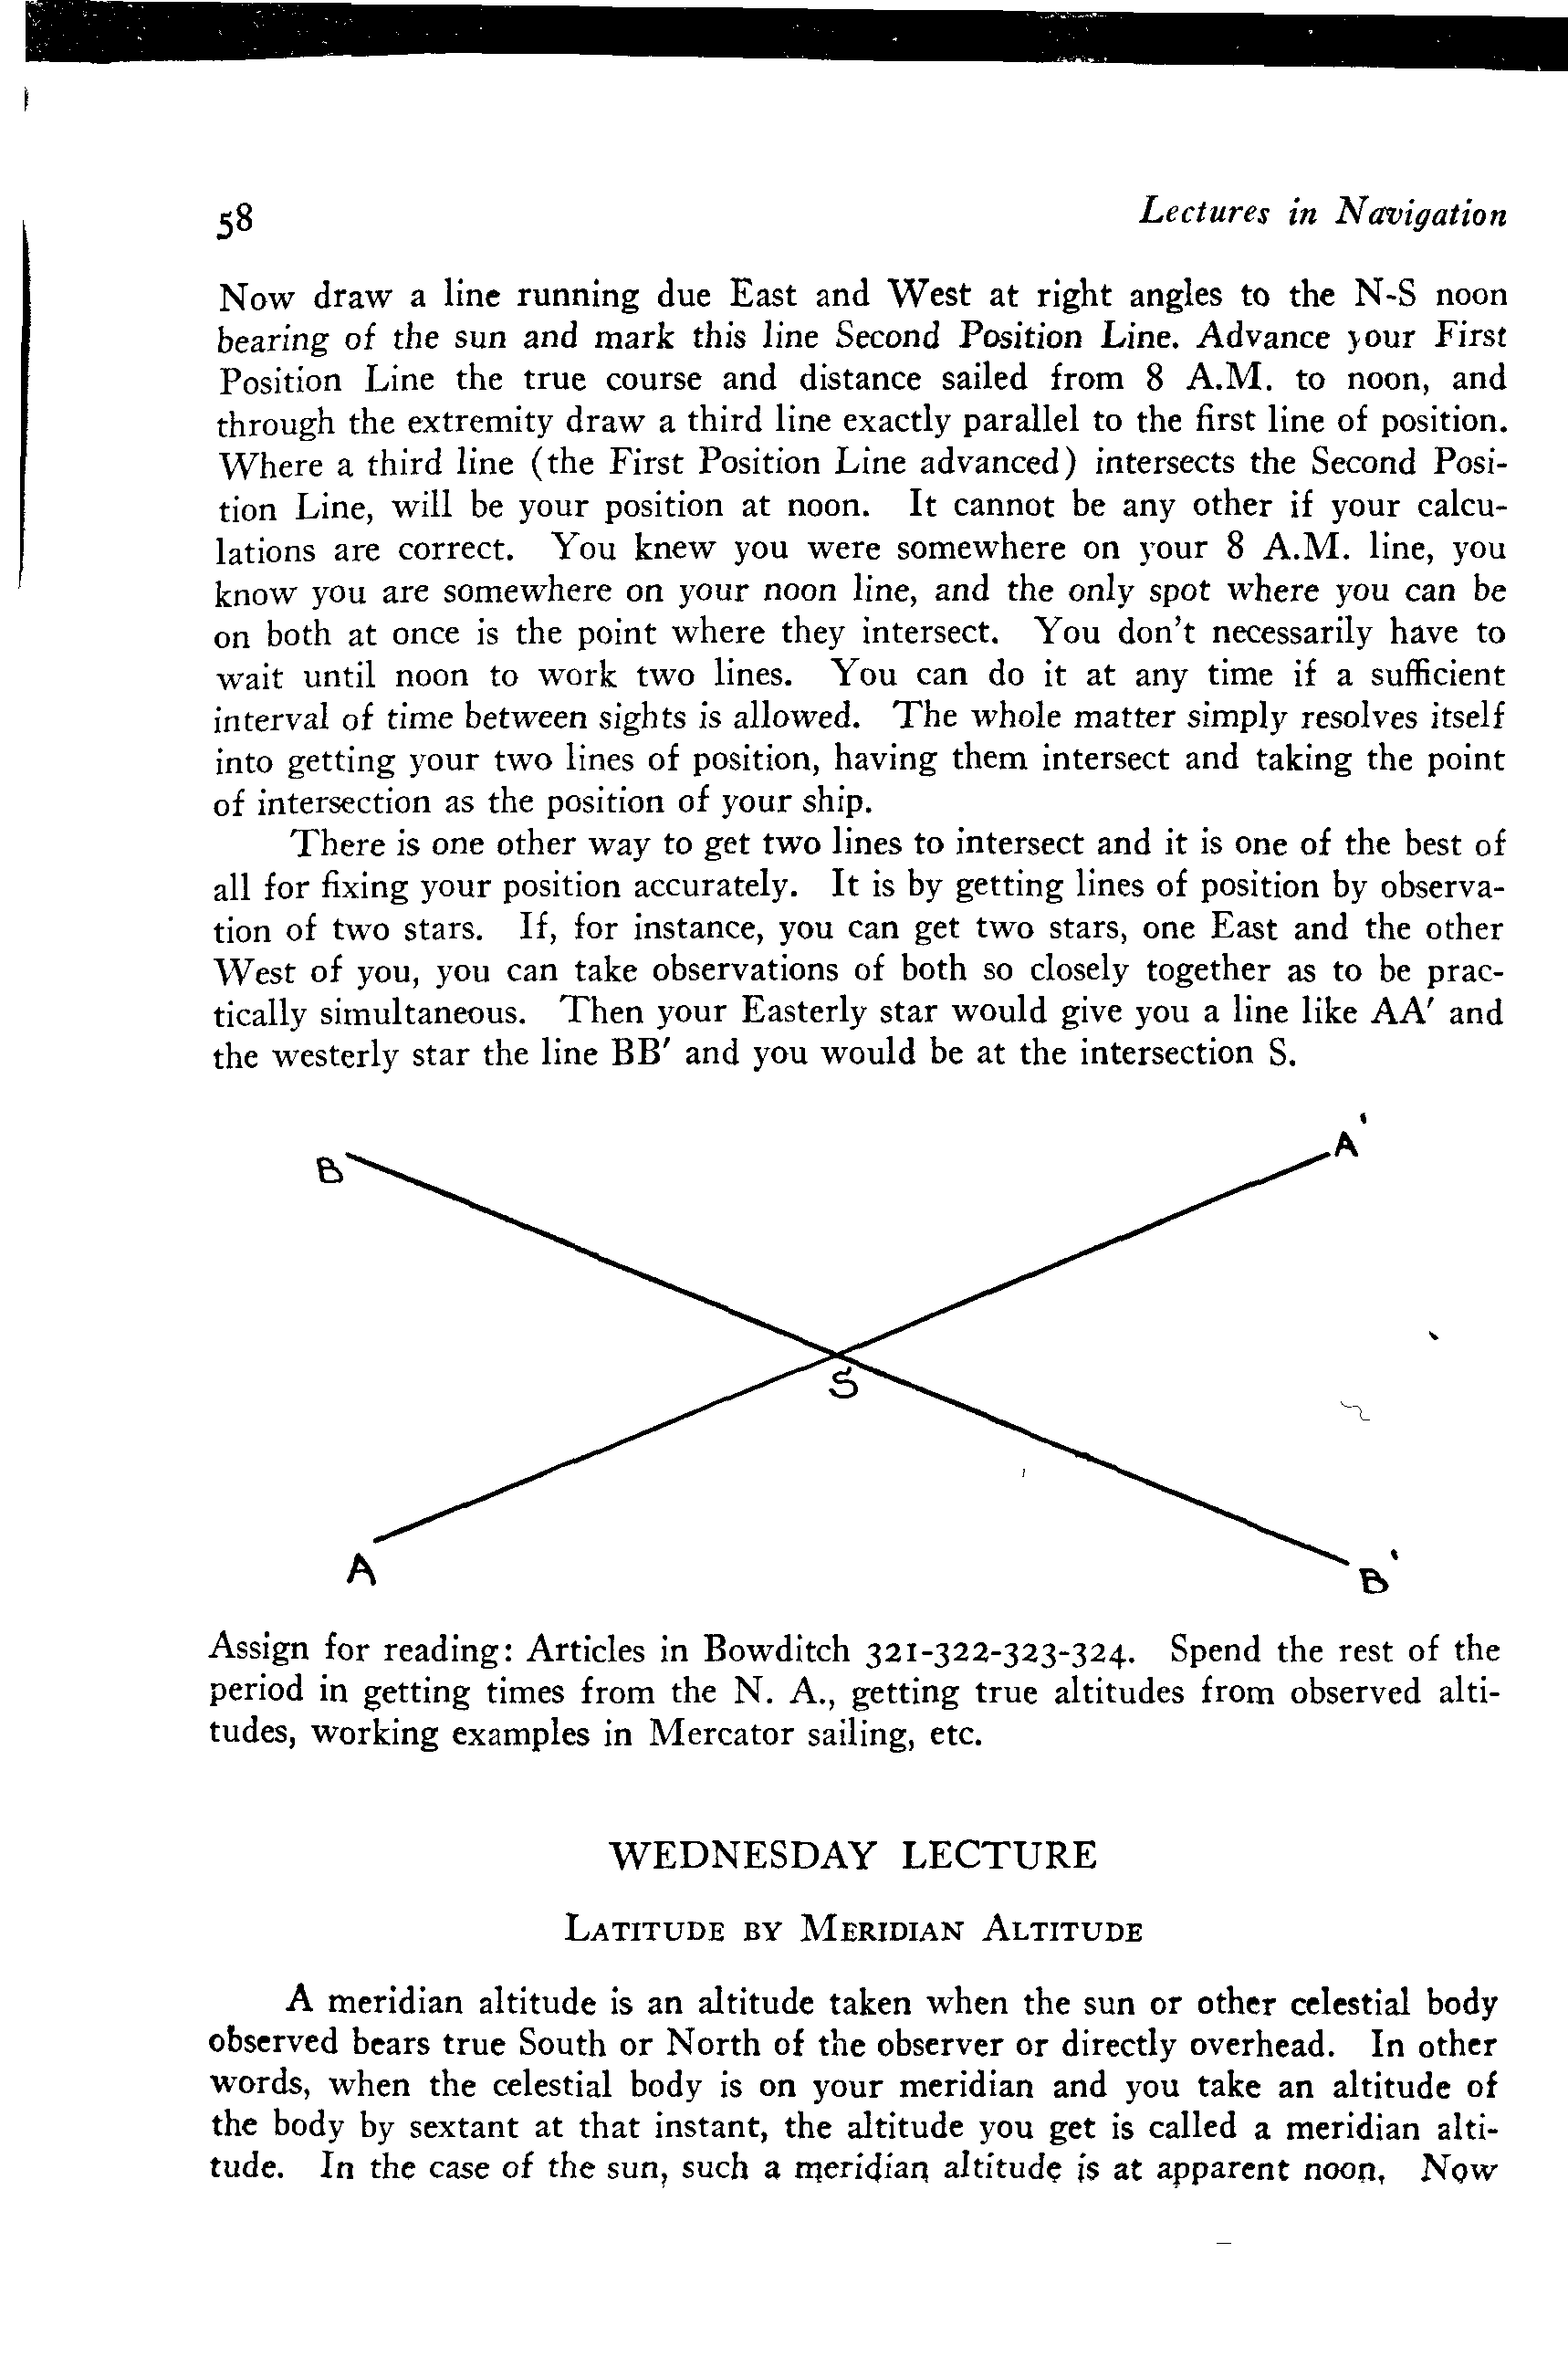 58 Lectures in Navigation
Now draw a line running due East and West at right angles to the N-S noon
bearing of the sun and mark this line Second Position Line. Advance your First
Position Line the true course and distance sailed from 8 A.M. to noon, and
through the extremity draw a third line exactly parallel to the first line of position.
Where a third line (the First Position Line advanced) intersects the Second Posi-
tion Line, will be your position at noon. It cannot be any other if your calcu-
lations are correct. You knew you were somewhere on your 8 A.M. line, you
know you are somewhere on your noon line, and the only spot where you can be
on both at once is the point where they intersect. You don't necessarily have to
wait until noon to work two lines. You can do it at any time if a sufficient
interval of time between sights is allowed. The whole matter simply resolves itself
into getting your two lines of position, having them intersect and taking the point
of intersection as the position of your ship.
There is one other way to get two lines to intersect and it is one of the best of
all for fixing your position accurately. It is by getting lines of position by observa-
tion of two stars. If, for instance, you can get two stars, one East and the other
West of you, you can take observations of both so closely together as to be prac-
tically simultaneous. Then your Easterly star would give you a line like AA' and
the westerly star the line BB' and you would be at the intersection S.
B A'
S
A B'
Assign for reading: Articles in Bowditch 321-322-323-324. Spend the rest of the
period in getting times from the N. A., getting true altitudes from observed alti-
tudes, working examples in Mercator sailing, etc.
WEDNESDAY LECTURE
Latitude by Meridian Altitude
A meridian altitude is an altitude taken when the sun or other celestial body
observed bears true South or North of the observer or directly overhead. In other
words, when the celestial body is on your meridian and you take an altitude of
the body by sextant at that instant, the altitude you get is called a meridian alti-
tude. In the case of the sun, such a meridian altitude is at apparent noon. Now